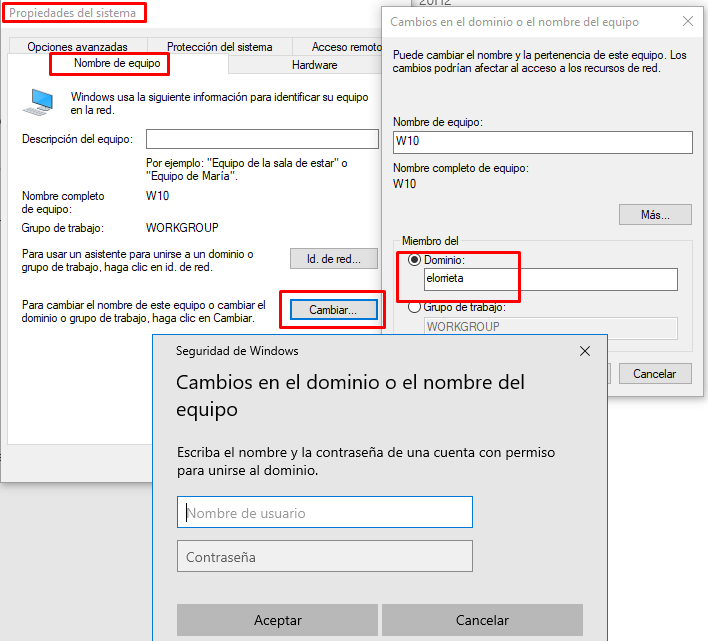 20H2
Propiedades del sistema
Opciones avanzadas
Protección del sistema
Acceso remoto
Nombre de equipo
Hardware
Windows usa la siguiente información para identificar su equipo
en la red.
Descripción del equipo:
Por ejemplo: "Equipo de la sala de estar" o
"Equipo de María".
Nombre completo
de equipo:
W10
Grupo de trabajo:
WORKGROUP
Para usar un asistente para unirse a un dominio o
grupo de trabajo, haga clic en id. de red.
Id. de red...
Para cambiar el nombre de este equipo o cambiar el
dominio o grupo de trabajo, haga clic en Cambiar.
Cambiar...
Cambios en el dominio o el nombre del equipo
Puede cambiar el nombre y la pertenencia de este equipo. Los
cambios podrían afectar al acceso a los recursos de red.
Nombre de equipo:
W10
Nombre completo de equipo:
W10
Más...
Miembro del
Dominio:
elorrieta
Grupo de trabajo:
WORKGROUP
Cancelar
Seguridad de Windows
Cambios en el dominio o el nombre del
equipo
Escriba el nombre y la contraseña de una cuenta con permiso
para unirse al dominio.
Nombre de usuario
Contraseña
Aceptar
Cancelar